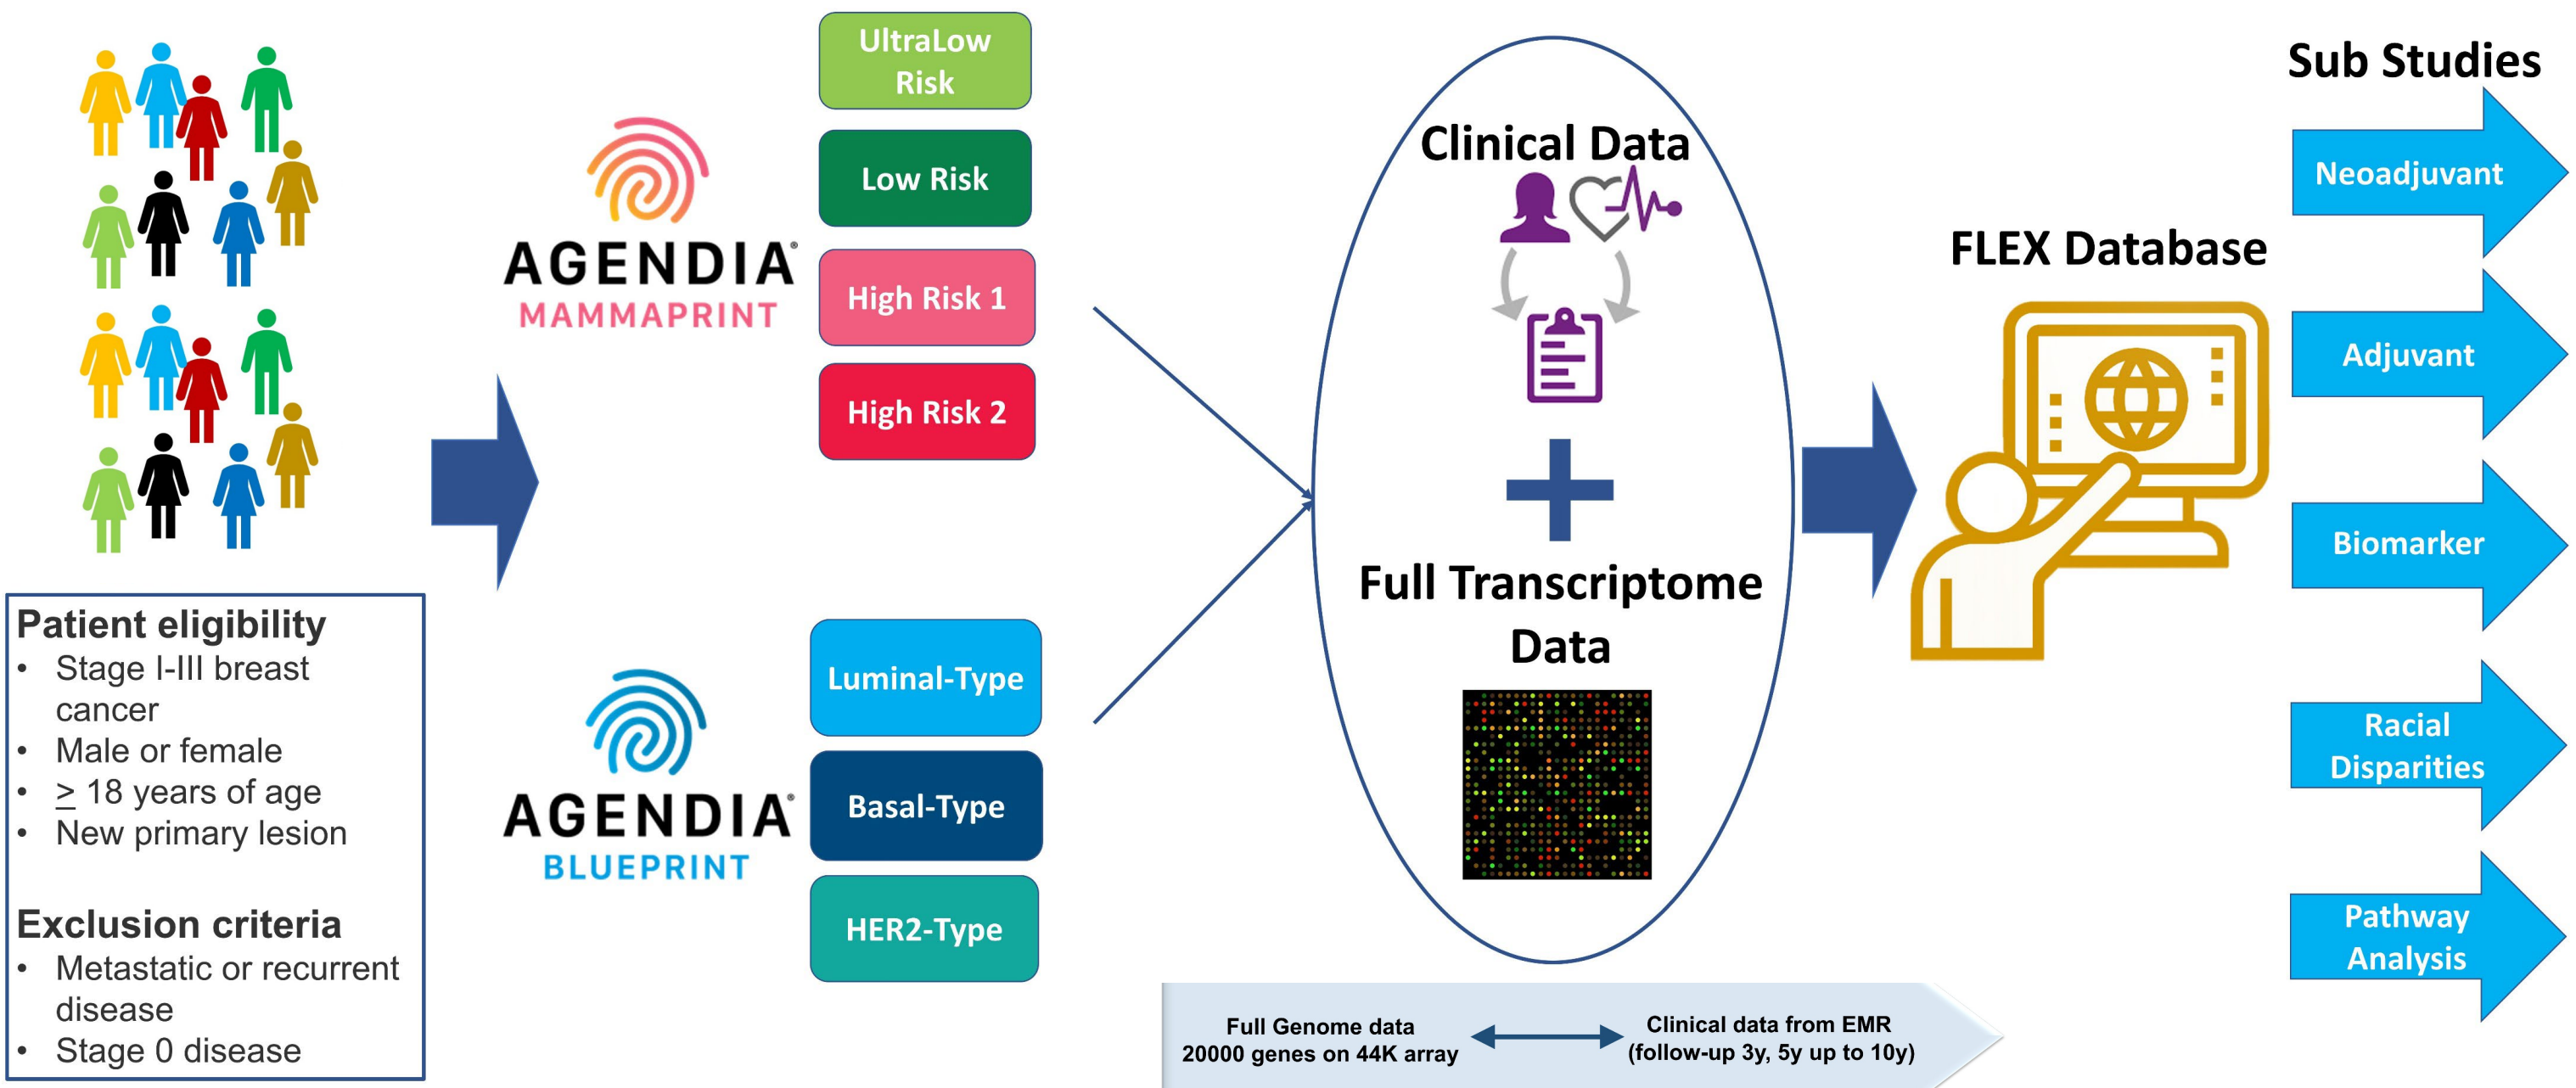 Patient eligibility
• Stage I-III breast
cancer
• Male or female
• > 18 years of age
• New primary lesion
Exclusion criteria
• Metastatic or recurrent
disease
• Stage 0 disease
AGENDIA®
MAMMAPRINT
UltraLow
Risk
Low Risk
High Risk 1
High Risk 2
AGENDIA®
BLUEPRINT
Luminal-Type
Basal-Type
HER2-Type
Clinical Data
Full Transcriptome
Data
Full Genome data
20000 genes on 44K array
Clinical data from EMR
(follow-up 3y, 5y up to 10y)
FLEX Database
Sub Studies
Neoadjuvant
Adjuvant
Biomarker
Racial
Disparities
Pathway
Analysis